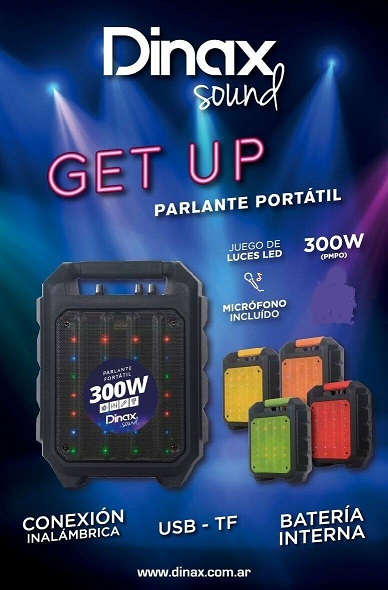 Dinax
sound
GET UP
PARLANTE PORTÁTIL
JUEGO DE
LUCES LED
300W
(PMPO)
MICRÓFONO
INCLUÍDO
PARLANTE
PORTÁTIL
300W
Dinax
sound
CONEXIÓN
INALÁMBRICA
USB - TF
BATERÍA
INTERNA
www.dinax.com.ar